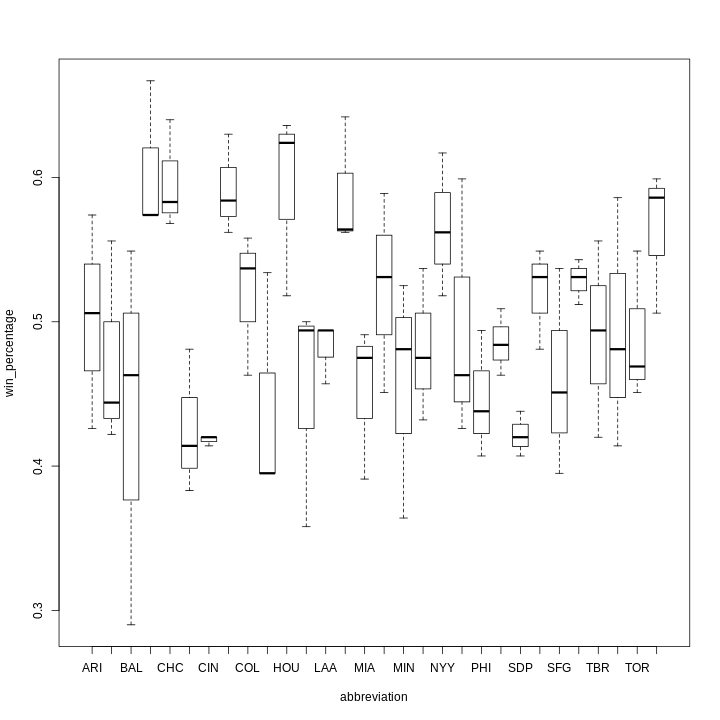 0.6
0.5
0.4
0.3
win_percentage
ARI BAL CHC CIN COL HOU LAA MIA MIN NYY PHI SDP SFG TBR TOR
abbreviation